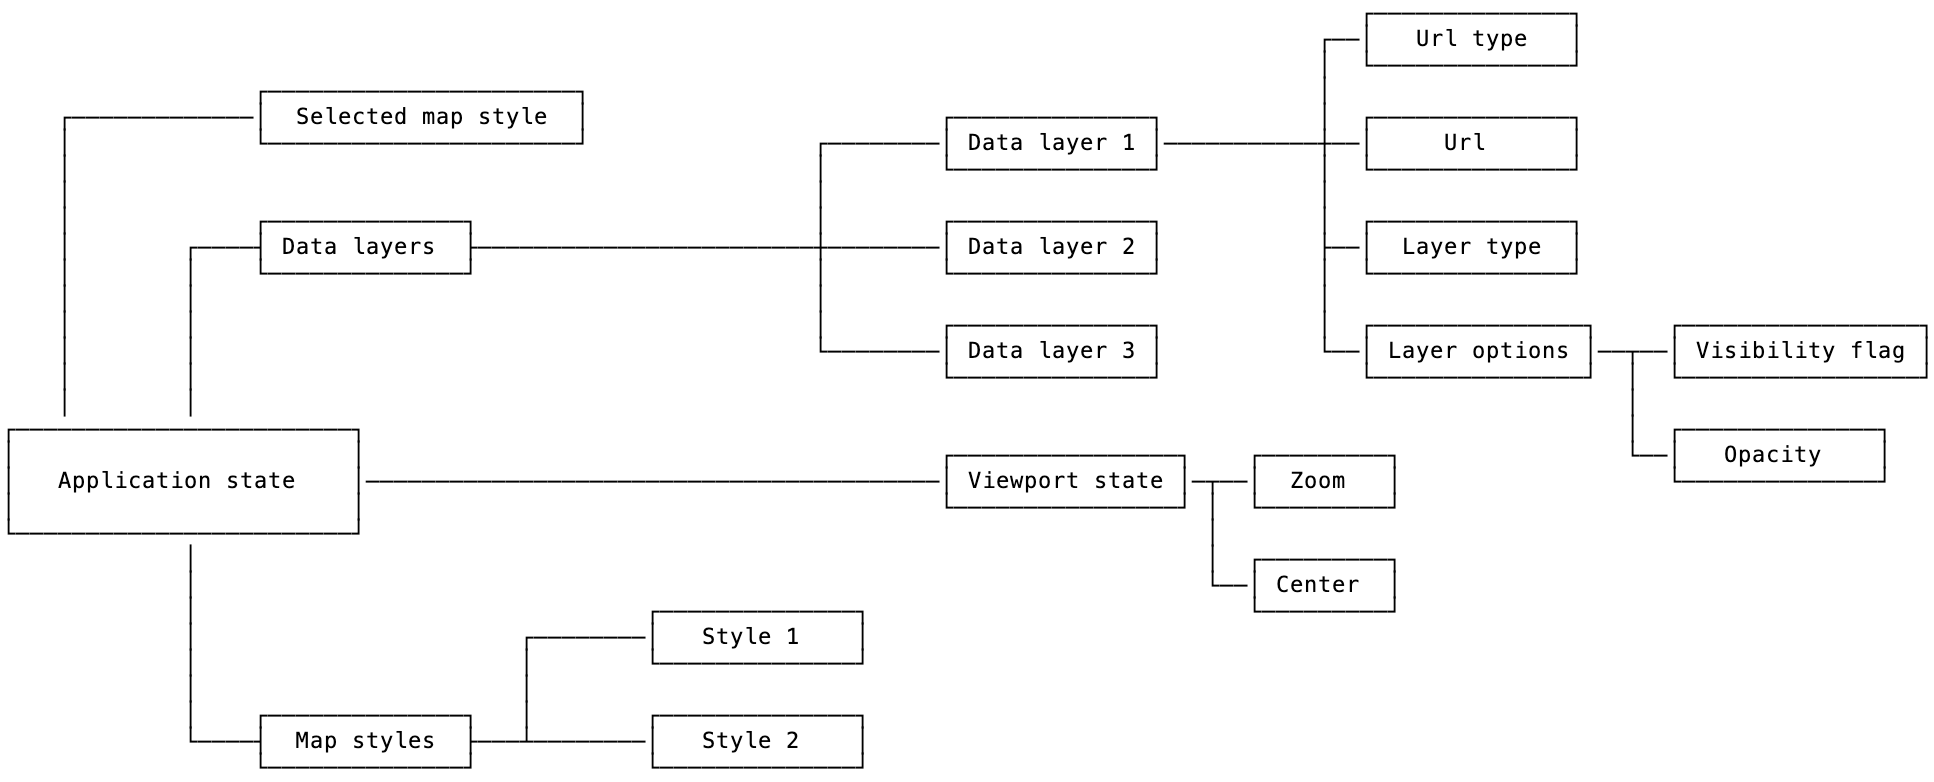 Url type
Selected map style
Data layer 1
Url
Data layers
Data layer 2
Layer type
Data layer 3
Layer options
Visibility flag
Opacity
Application state
Viewport state
Zoom
Center
Style 1
Map styles
Style 2